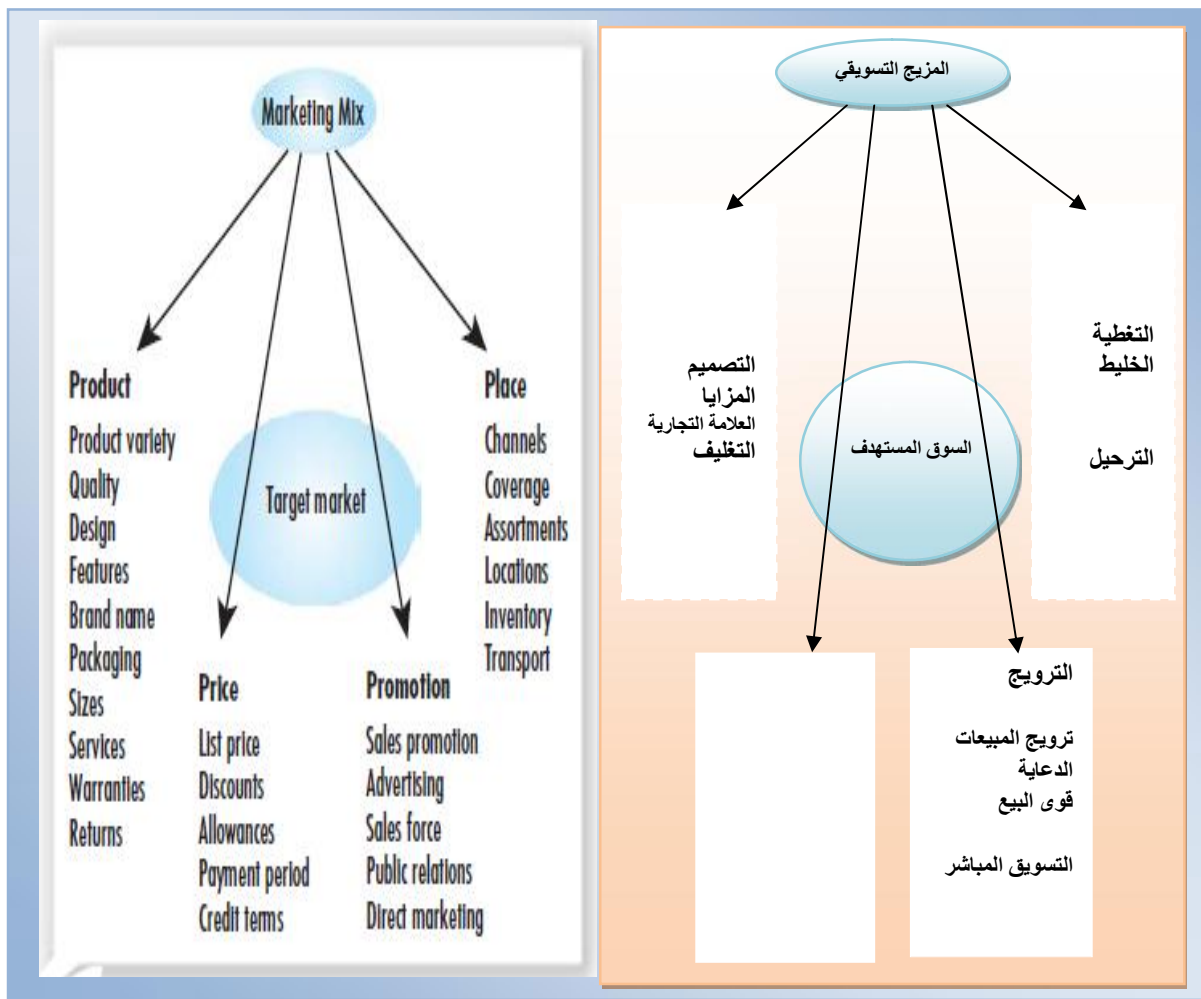 Marketing Mix
Product
Product variety
Quality
Design
Features
Brand name
Packaging
Sizes
Services
Warranties
Returns
Target market
Price
List price
Discounts
Allowances
Payment period
Credit terms
Promotion
Sales promotion
Advertising
Sales force
Public relations
Direct marketing
Place
Channels
Coverage
Assortments
Locations
Inventory
Transport
المزيج التسويقي
التغطية
الخليط
الترحيل
السوق المستهدف
التصميم
المزايا
العلامة التجارية
التغليف
الترويج
ترويج المبيعات
الدعاية
قوى البيع
التسويق المباشر